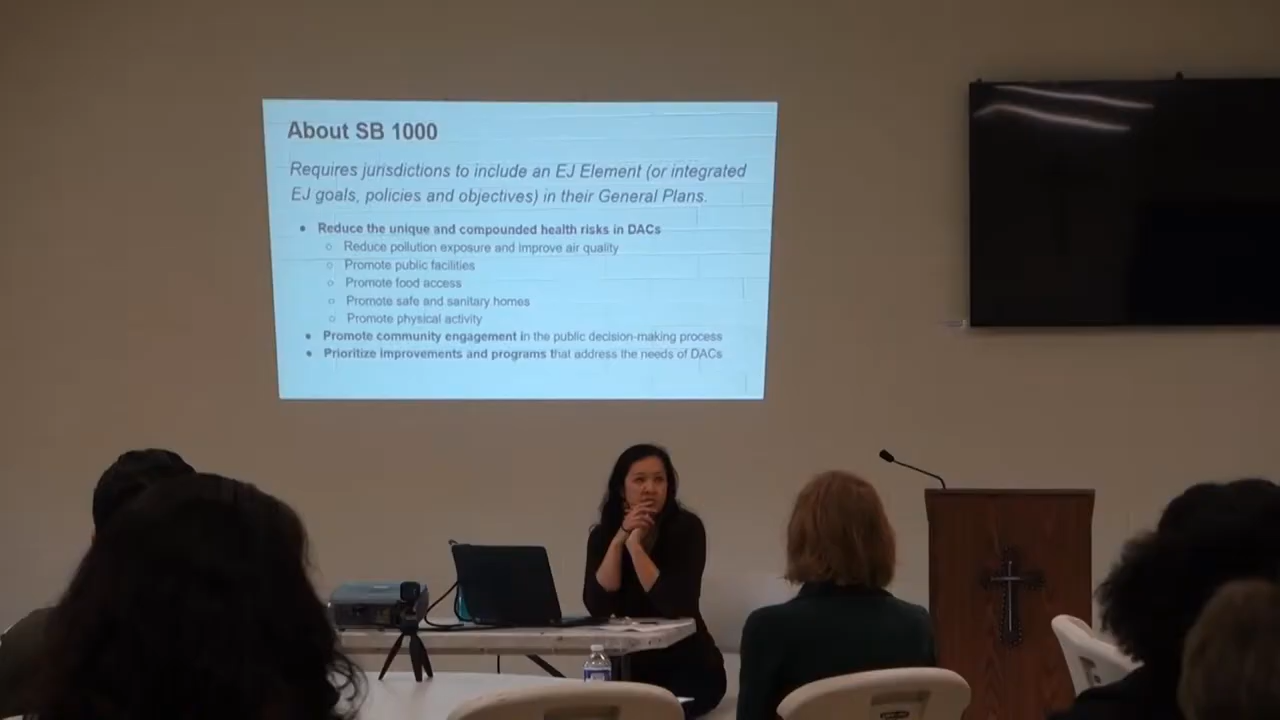 About SB 1000
Requires jurisdictions to include an EJ Element (or integrated
EJ goals, policies and objectives) in their General Plans.
● Reduce the unique and compounded health risks in DACs
○ Reduce pollution exposure and improve air quality
○ Promote public facilities
○ Promote food access
○ Promote safe and sanitary homes
○ Promote physical activity
● Promote community engagement in the public decision-making process
● Prioritize improvements and programs that address the needs of DACs